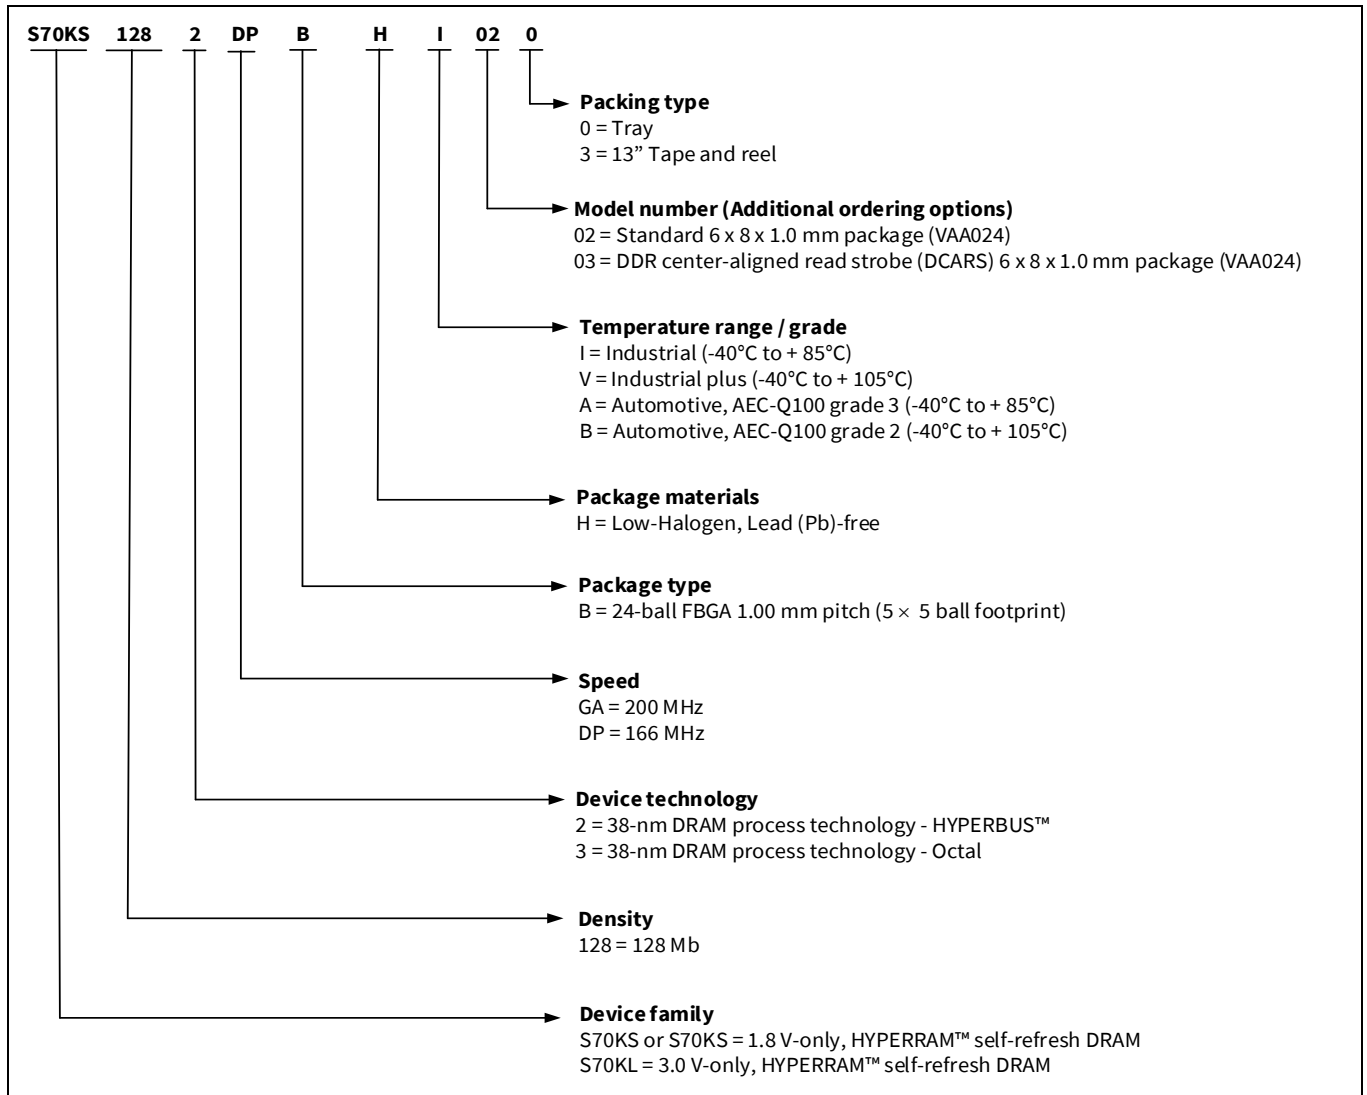 S70KS 128 2 DP B H I 02 0
Packing type
0 = Tray
3 = 13” Tape and reel
Model number (Additional ordering options)
02 = Standard 6 x 8 x 1.0 mm package (VAA024)
03 = DDR center-aligned read strobe (DCARS) 6 x 8 x 1.0 mm package (VAA024)
Temperature range / grade
I = Industrial (-40°C to + 85°C)
V = Industrial plus (-40°C to + 105°C)
A = Automotive, AEC-Q100 grade 3 (-40°C to + 85°C)
B = Automotive, AEC-Q100 grade 2 (-40°C to + 105°C)
Package materials
H = Low-Halogen, Lead (Pb)-free
Package type
B = 24-ball FBGA 1.00 mm pitch (5 × 5 ball footprint)
Speed
GA = 200 MHz
DP = 166 MHz
Device technology
2 = 38-nm DRAM process technology - HYPERBUS™
3 = 38-nm DRAM process technology - Octal
Density
128 = 128 Mb
Device family
S70KS or S70KS = 1.8 V-only, HYPERRAM™ self-refresh DRAM
S70KL = 3.0 V-only, HYPERRAM™ self-refresh DRAM